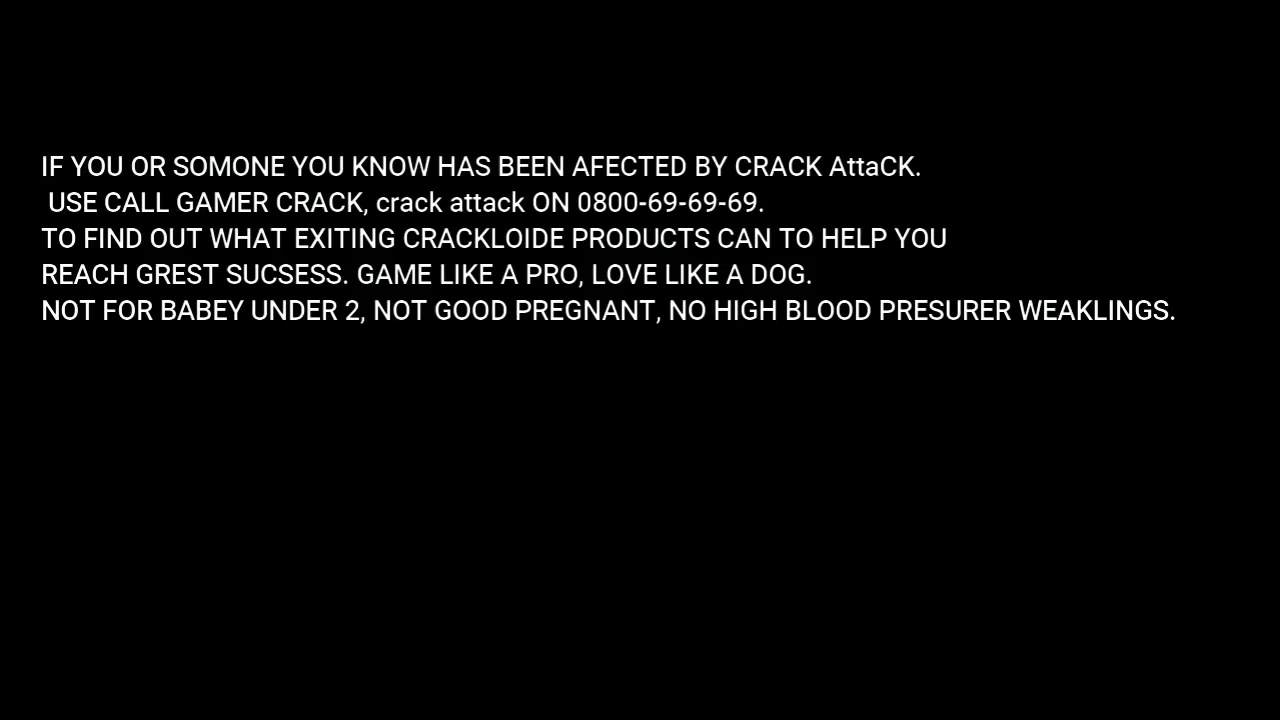 IF YOU OR SOMONE YOU KNOW HAS BEEN AFECTED BY CRACK AttaCK.
USE CALL GAMER CRACK, crack attack ON 0800-69-69-69.
TO FIND OUT WHAT EXITING CRACKLOIDE PRODUCTS CAN TO HELP YOU
REACH GREST SUCSESS. GAME LIKE A PRO, LOVE LIKE A DOG.
NOT FOR BABEY UNDER 2, NOT GOOD PREGNANT, NO HIGH BLOOD PRESURER WEAKLINGS.